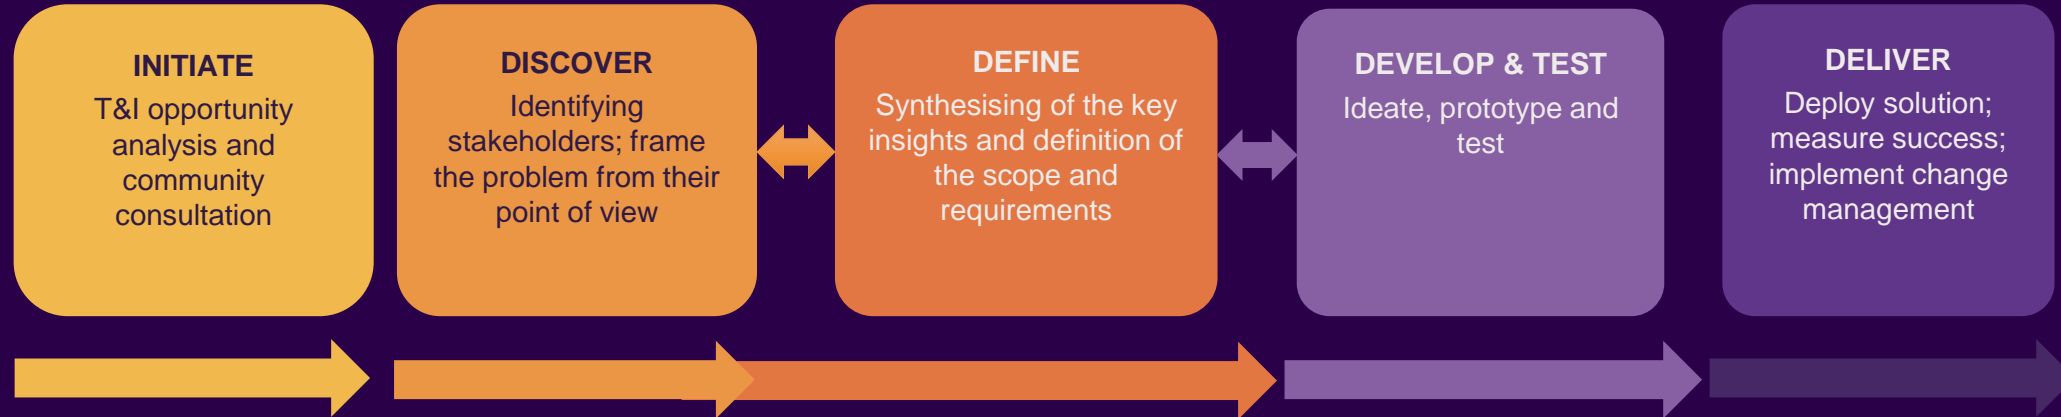 INITIATE
T&I opportunity
analysis and
community
consultation
DISCOVER
Identifying
stakeholders; frame
the problem from their
point of view
DEFINE
Synthesising of the key
insights and definition of
the scope and
requirements
DEVELOP & TEST
Ideate, prototype and
test
DELIVER
Deploy solution;
measure success;
implement change
management